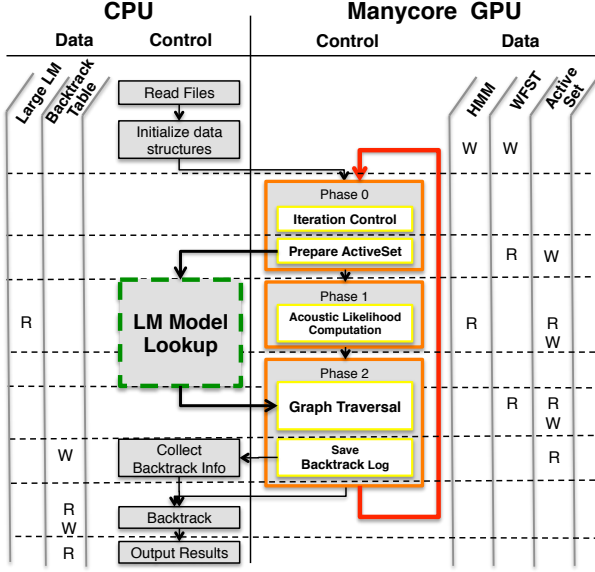 CPU
Manycore GPU
Data
Control
Control
Data
Large LM
Backtrack
Table
HMM
WFST
Active
Set
Read Files
Initialize data
structures
W W
Phase 0
Iteration Control
Prepare ActiveSet
R W
LM Model
Lookup
Phase 1
Acoustic Likelihood
Computation
R
R
R
W
Phase 2
Graph Traversal
R R
W
W
Collect
Backtrack Info
Save
Backtrack Log
R
R
W
Backtrack
R
Output Results